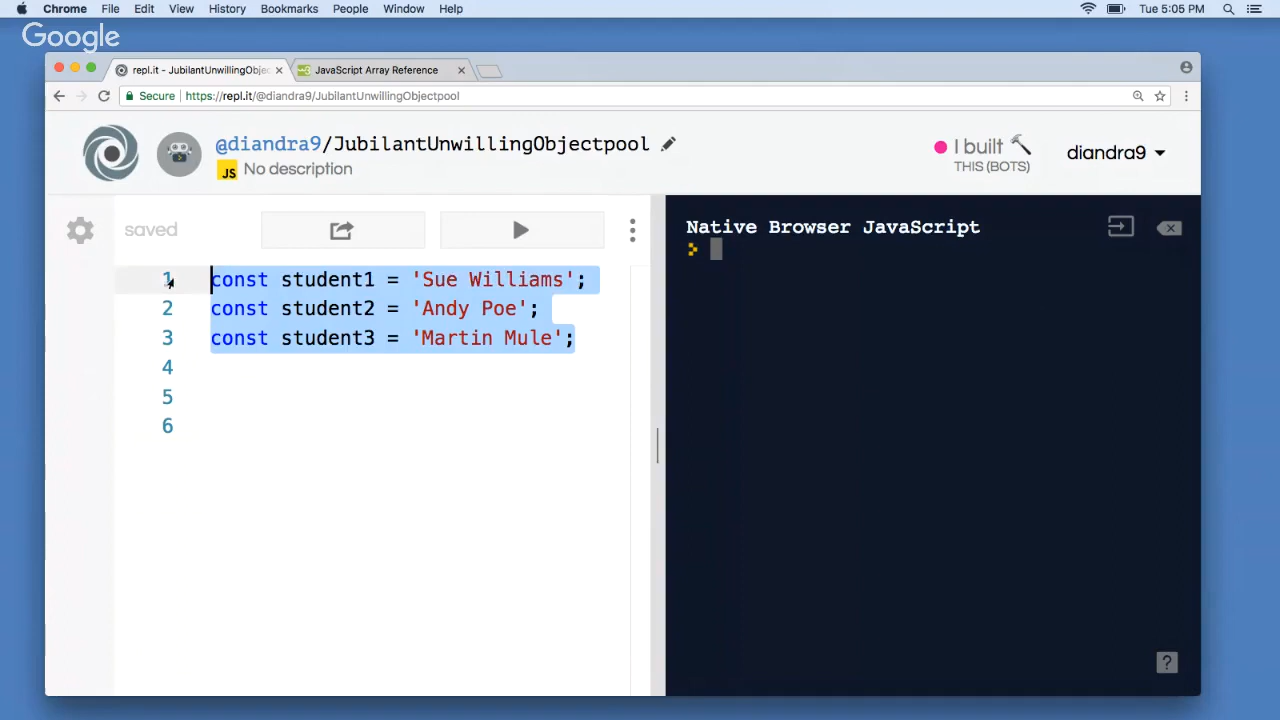 Chrome File Edit View History Bookmarks People Window Help Tue 5:05 PM
Google
repl.it - JubilantUnwillingObjec JavaScript Array Reference
Secure https://repl.it/@diandra9/JubilantUnwillingObjectpool
@diandra9/JubilantUnwillingObjectpool
JS No description
I built
THIS (BOTS)
diandra9
saved
1 const student1 = 'Sue Williams';
2 const student2 = 'Andy Poe';
3 const student3 = 'Martin Mule';
4
5
6
Native Browser JavaScript
?